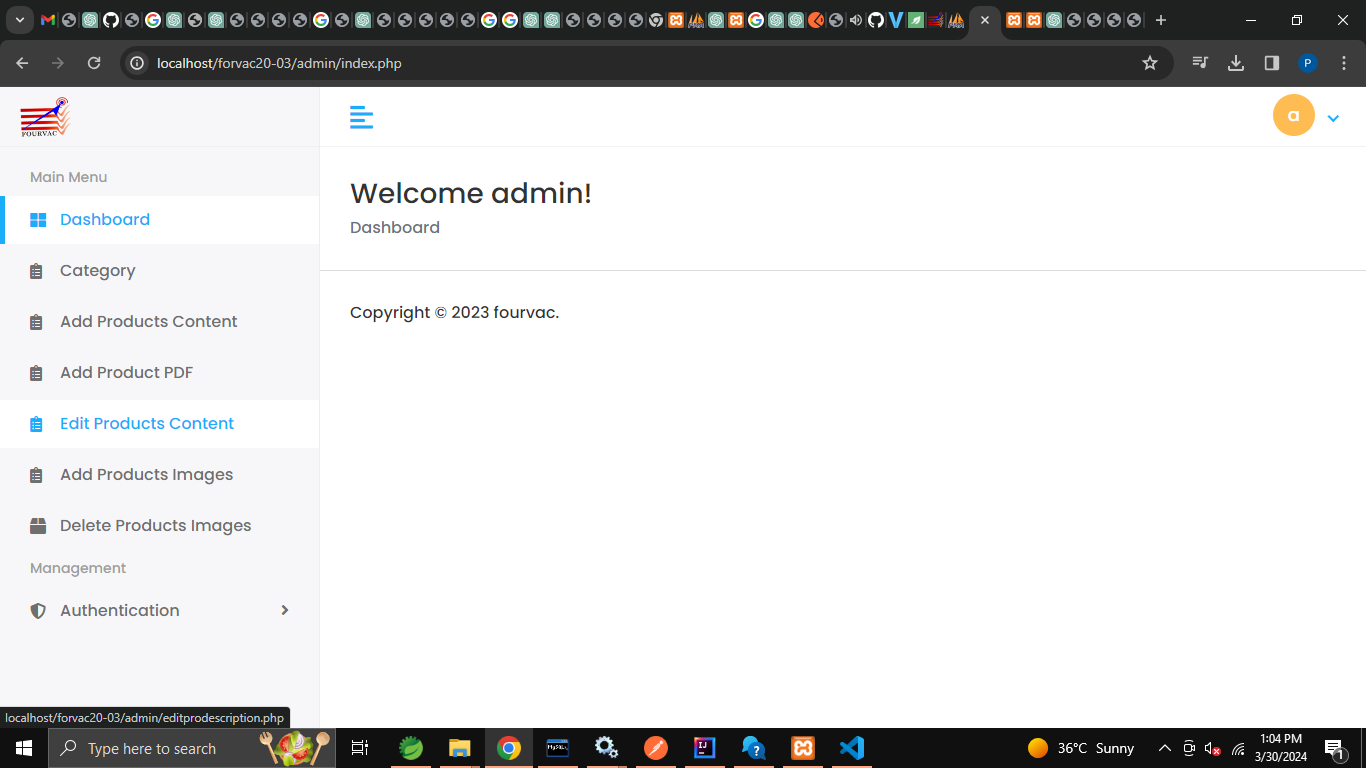 localhost/forvac20-03/admin/index.php
P
FOURVAC
a
Main Menu
Dashboard
Category
Add Products Content
Add Product PDF
Edit Products Content
Add Products Images
Delete Products Images
Management
Authentication
Welcome admin!
Dashboard
Copyright © 2023 fourvac.
localhost/forvac20-03/admin/editprodescription.php
Type here to search
36°C Sunny
1:04 PM
3/30/2024
1